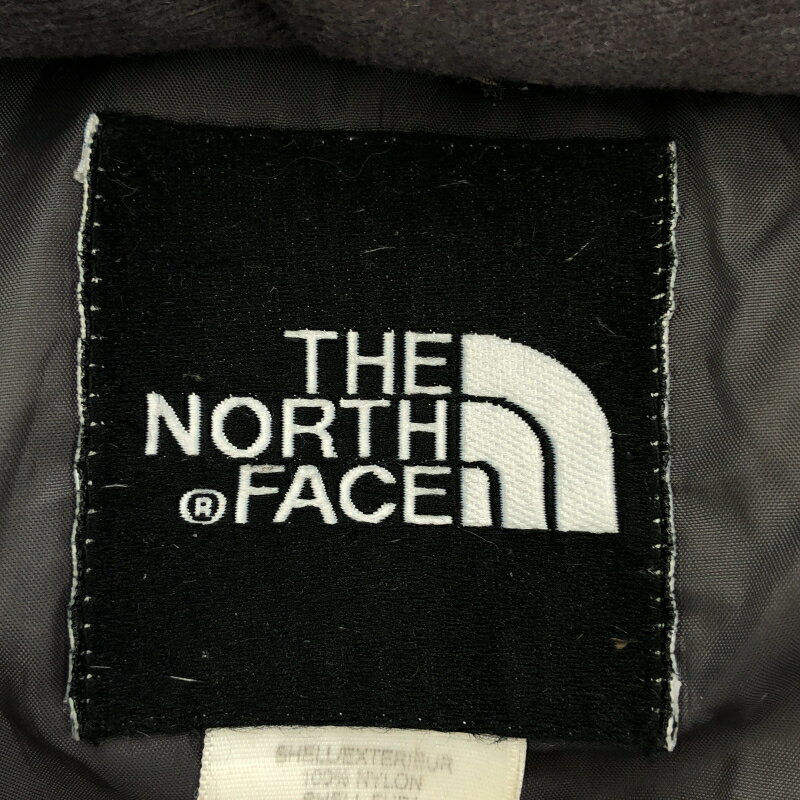 THE
NORTH
® FACE
SHELL/EXTERIEUR
100% NYLON